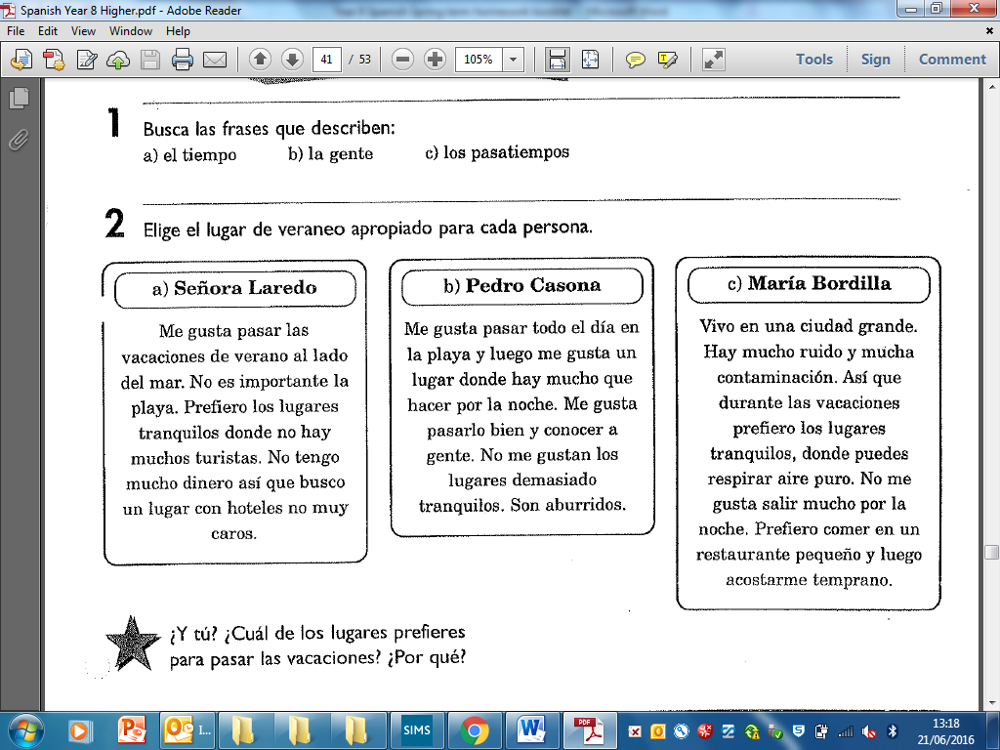 Spanish Year 8 Higher.pdf - Adobe Reader
File Edit View Window Help
41 / 53 105% Tools Sign Comment
1 Busca las frases que describen:
a) el tiempo b) la gente c) los pasatiempos
2 Elige el lugar de veraneo apropiado para cada persona.
a) Señora Laredo
Me gusta pasar las
vacaciones de verano al lado
del mar. No es importante la
playa. Prefiero los lugares
tranquilos donde no hay
muchos turistas. No tengo
mucho dinero así que busco
un lugar con hoteles no muy
caros.
b) Pedro Casona
Me gusta pasar todo el día en
la playa y luego me gusta un
lugar donde hay mucho que
hacer por la noche. Me gusta
pasarlo bien y conocer a
gente. No me gustan los
lugares demasiado
tranquilos. Son aburridos.
c) María Bordilla
Vivo en una ciudad grande.
Hay mucho ruido y mucha
contaminación. Así que
durante las vacaciones
prefiero los lugares
tranquilos, donde puedes
respirar aire puro. No me
gusta salir mucho por la
noche. Prefiero comer en un
restaurante pequeño y luego
acostarme temprano.
¿Y tú? ¿Cuál de los lugares prefieres
para pasar las vacaciones? ¿Por qué?
I...
SIMS
PDF
13:18
21/06/2016